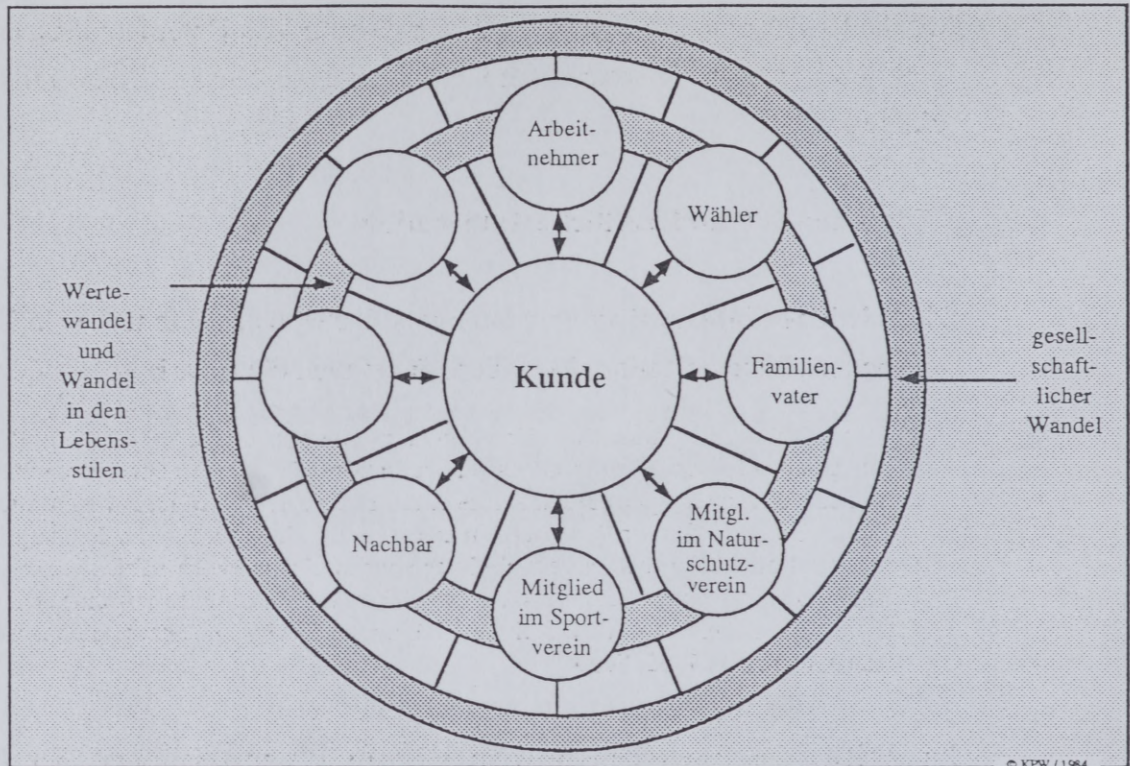 Arbeit-
nehmer
Wähler
Familien-
vater
Mitgl.
im Natur-
schutz-
verein
Mitglied
im Sport-
verein
Nachbar
Kunde
Werte-
wandel
und
Wandel
in den
Lebens-
stilen
gesell-
schaft-
licher
Wandel
© KPW / 1984